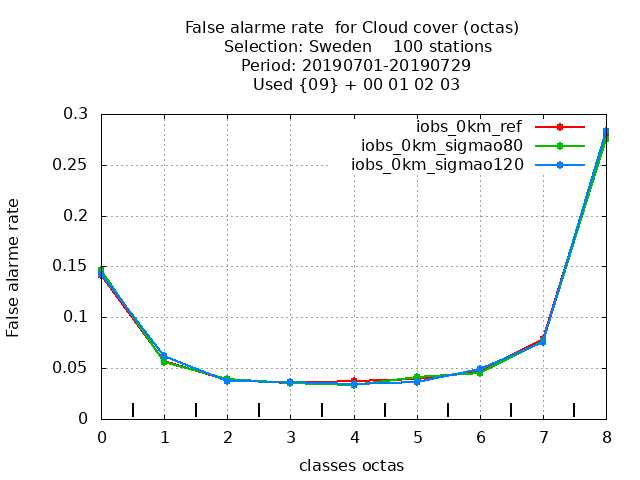 False alarme rate  for Cloud cover (octas)
Selection: Sweden    100 stations
Period: 20190701-20190729
Used {09} + 00 01 02 03
iobs_0km_ref
iobs_0km_sigmao80
iobs_0km_sigmao120
0.3
0.25
0.2
0.15
0.1
0.05
0
False alarme rate
0 1 2 3 4 5 6 7 8
classes octas